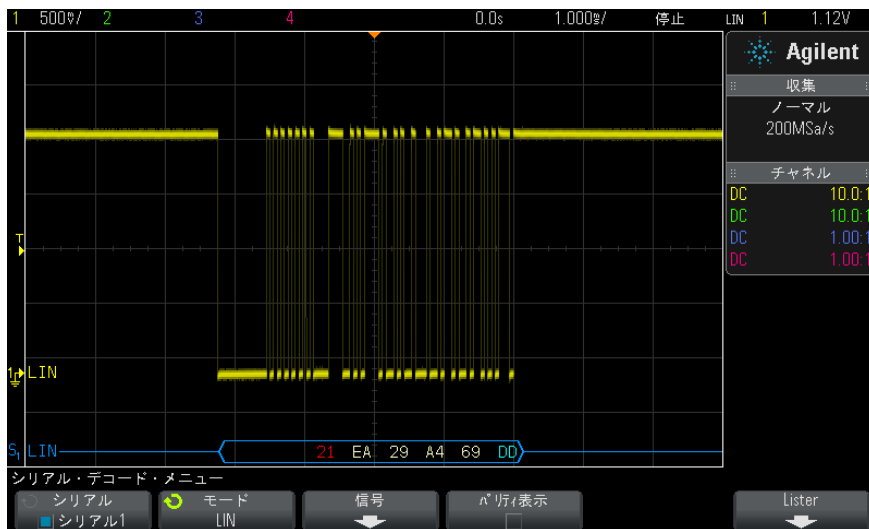 1 500㎷/ 2 3 4 0.0s 1.000㎳/ 停止 LIN 1 1.12V
Agilent
収集
ノーマル
200MSa/s
チャネル
DC 10.0:1
DC 10.0:1
DC 1.00:1
DC 1.00:1
T
1 LIN
S1 LIN 21 EA 29 A4 69 DD
シリアル・デコード・メニュー
シリアル
シリアル1
モード
LIN
信号
パリティ表示
Lister